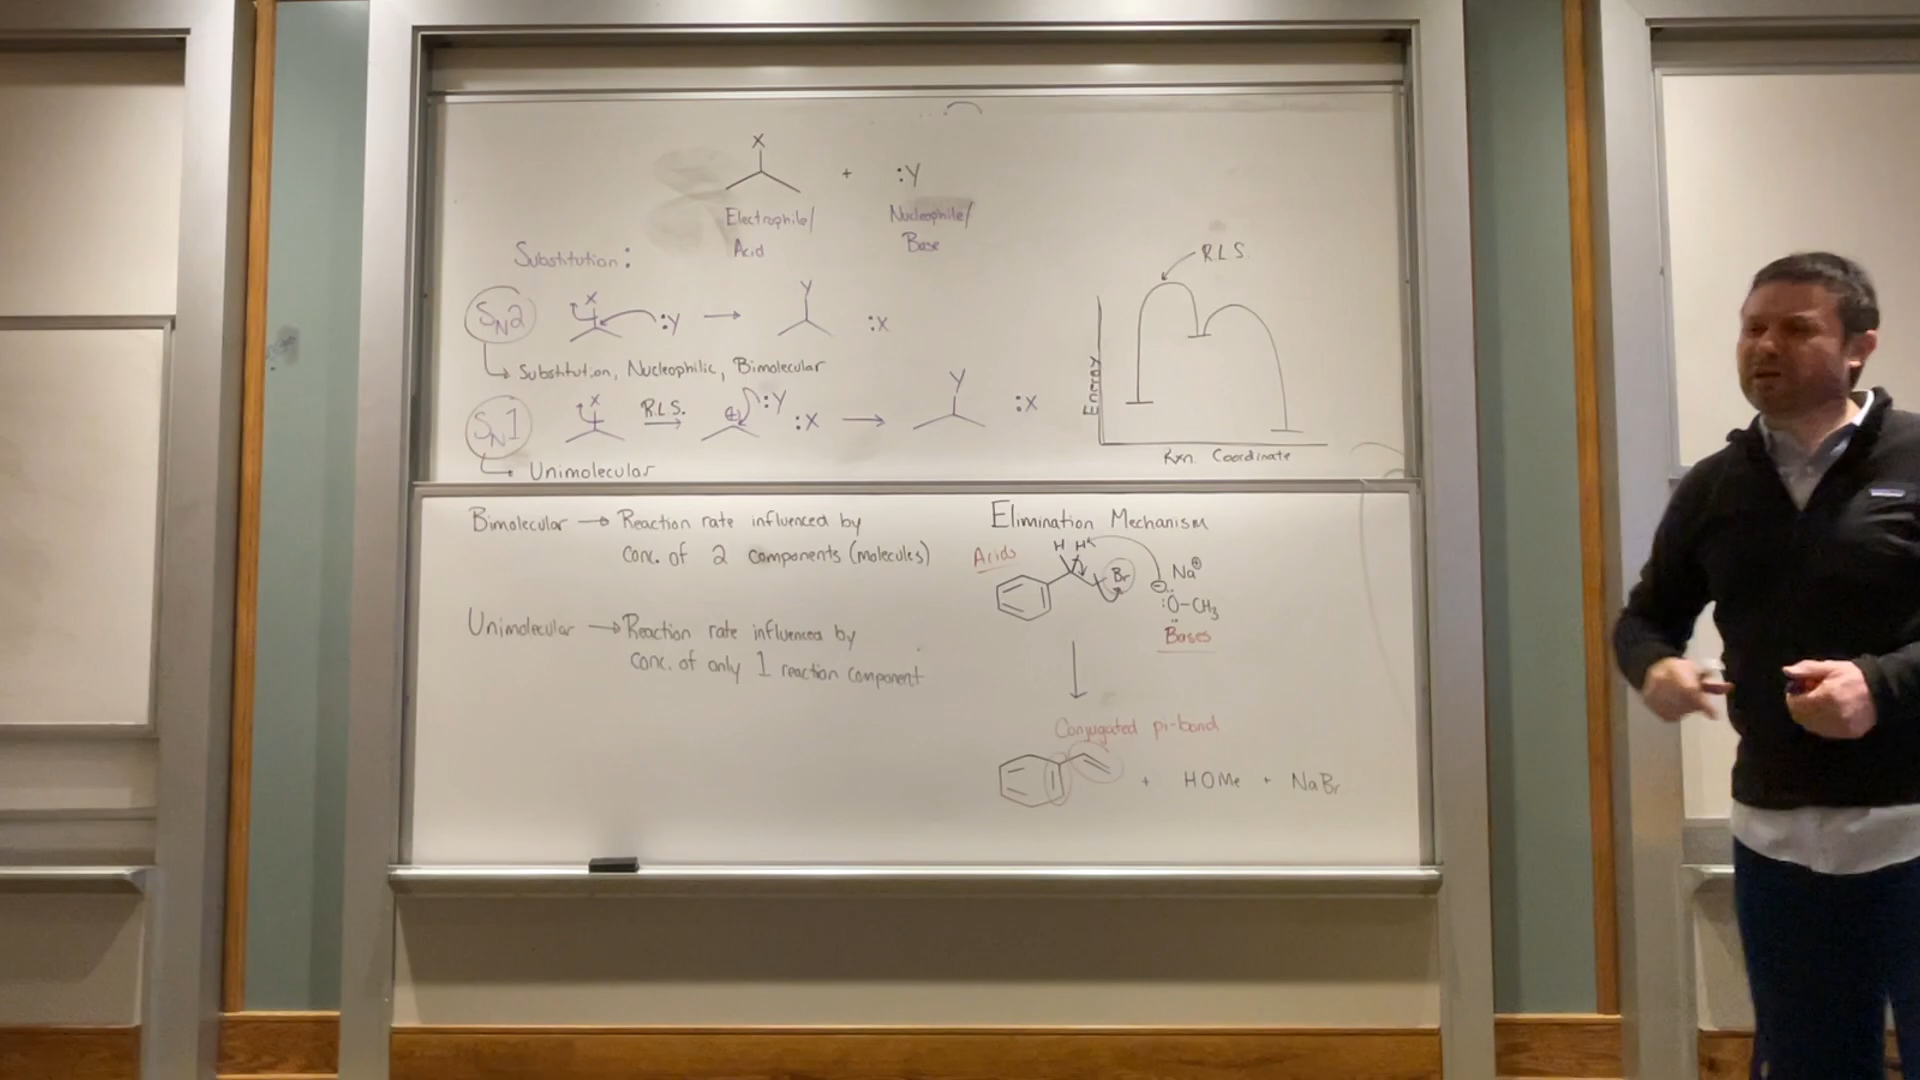 X
+ :Y
Electrophile/ Nucleophile/
Acid Base
Substitution:
R.L.S.
SN2 X :Y → Y :X
Substitution, Nucleophilic, Bimolecular
SN1 X R.L.S. → ⊕ :Y :X → Y :X
Unimolecular
Energy
Rxn. Coordinate
Bimolecular → Reaction rate influenced by
conc. of 2 components (molecules)
Unimolecular → Reaction rate influenced by
conc. of only 1 reaction component
Elimination Mechanism
Acids H H
Br Na⊕
⊖
:Ö-CH3
Bases
Conjugated pi-bond
+ HOMe + NaBr